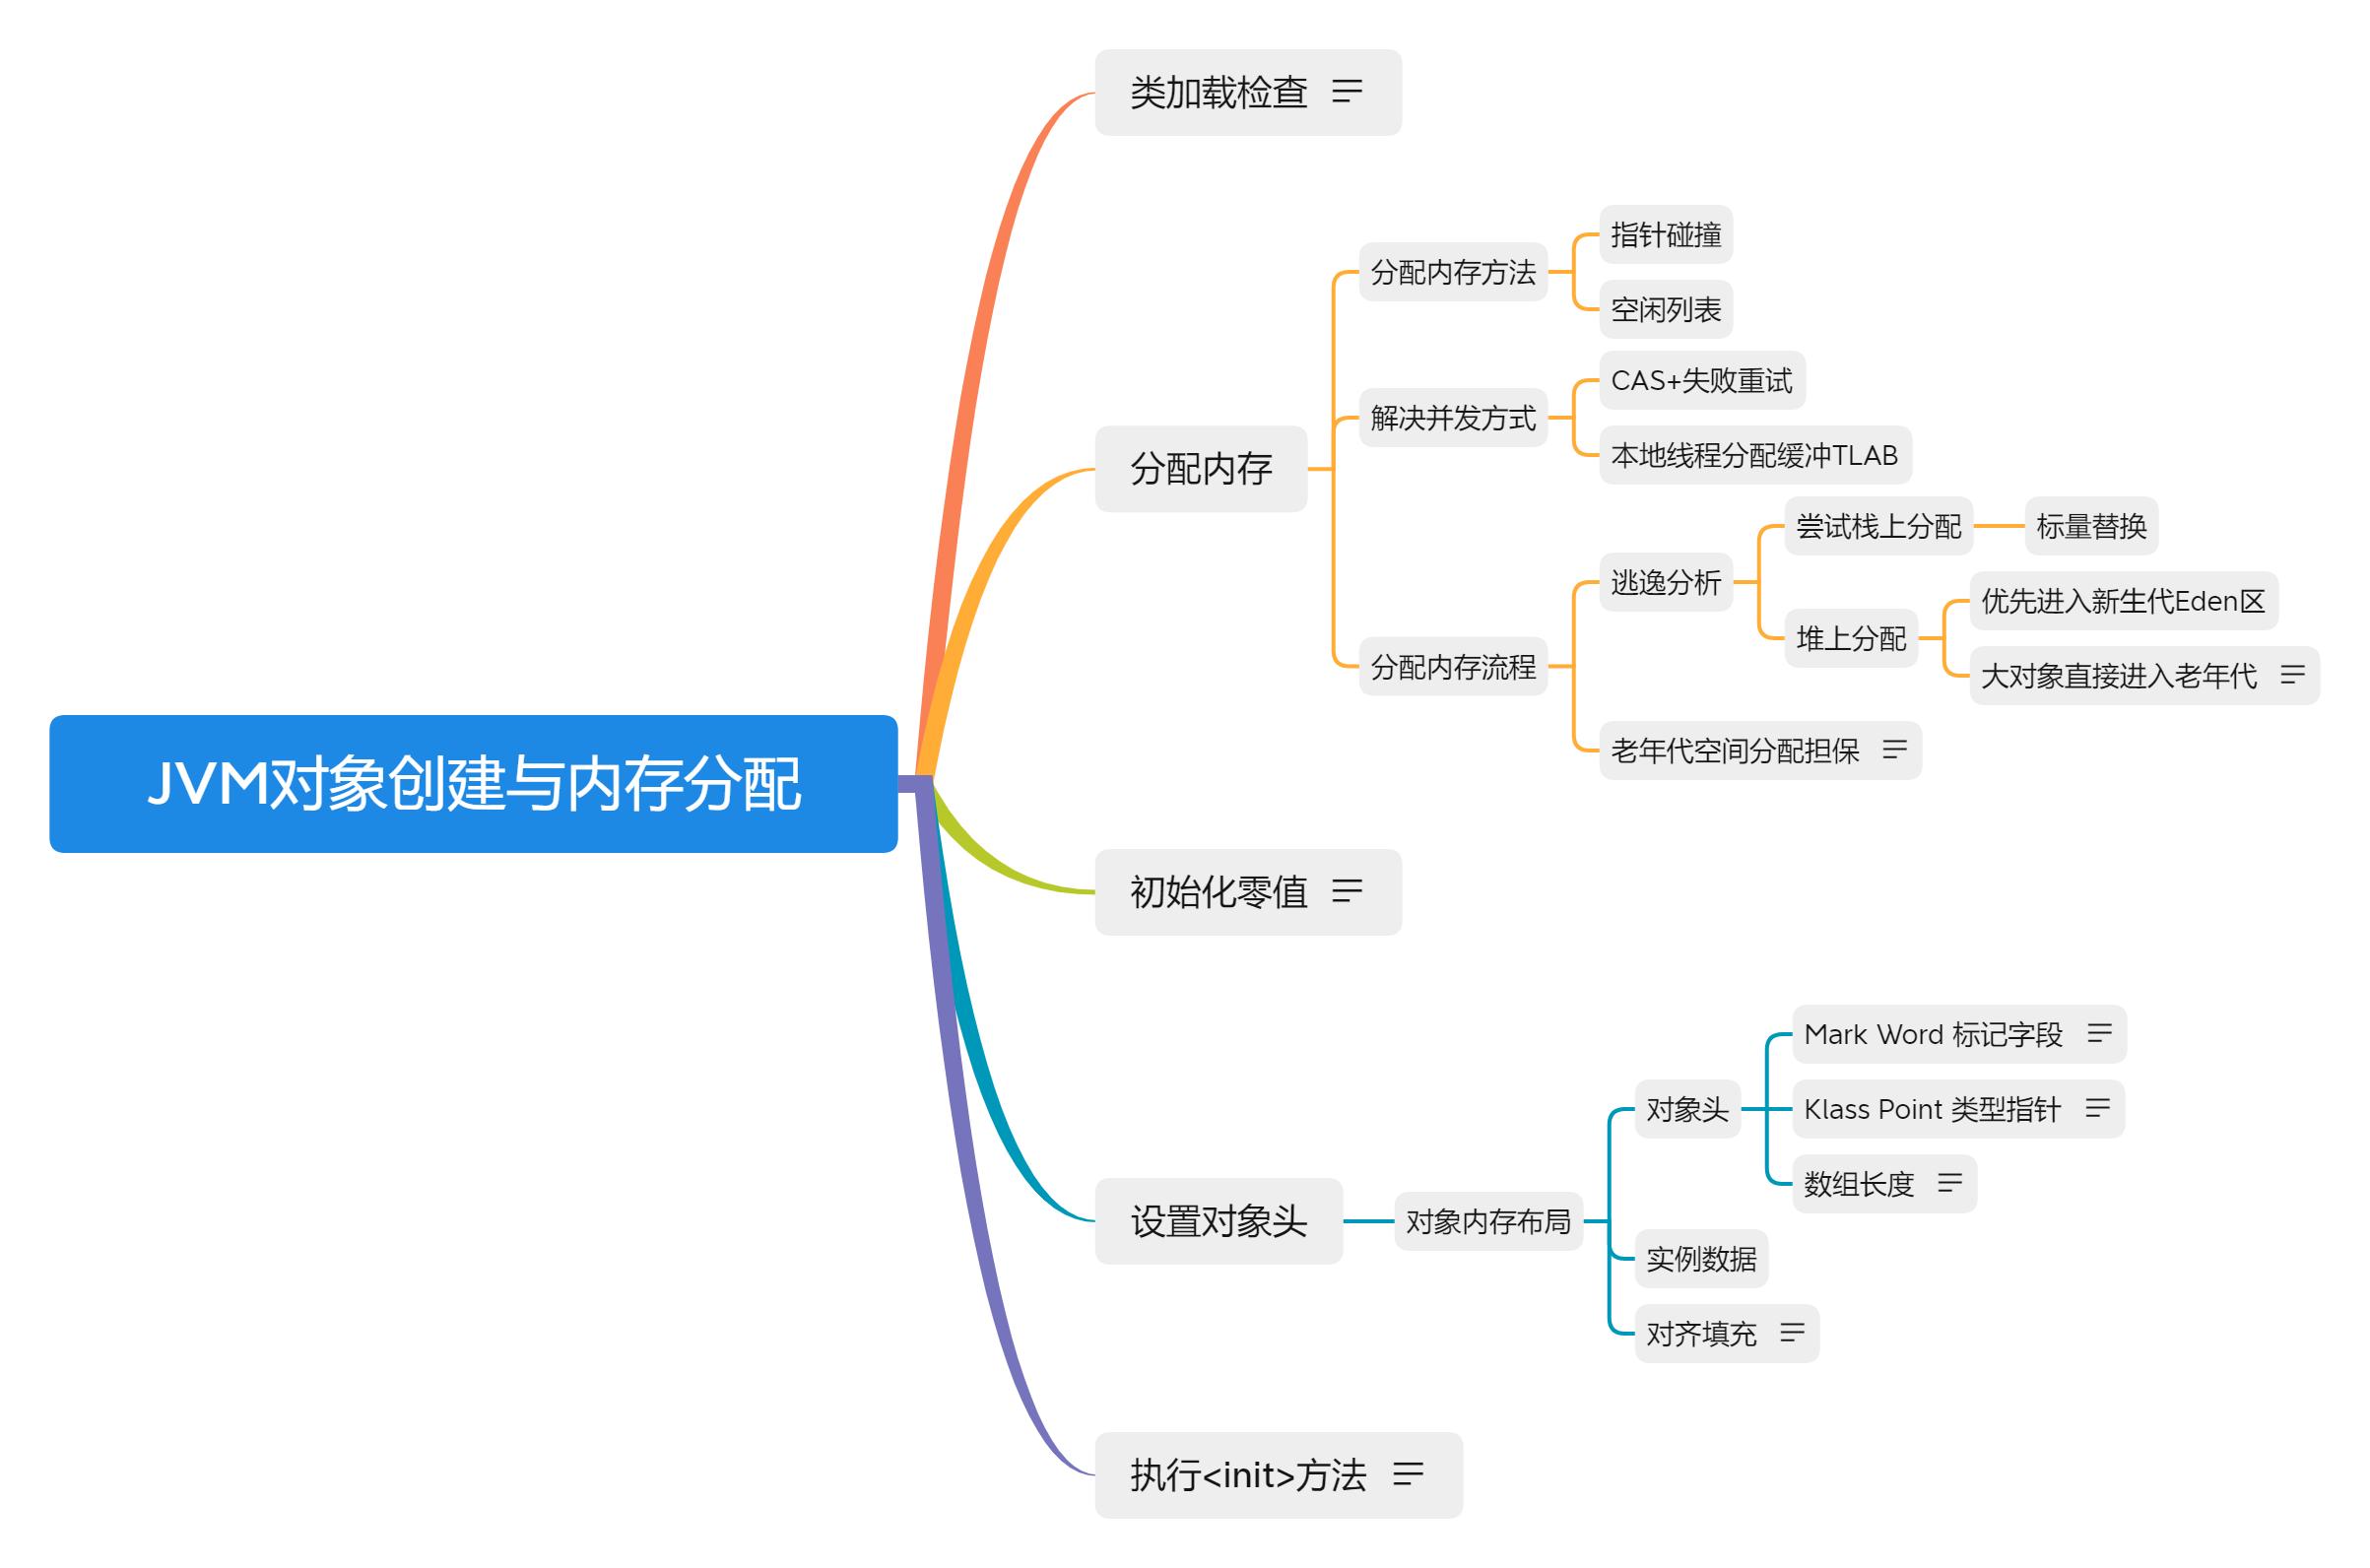 JVM对象创建与内存分配
类加载检查
分配内存
分配内存方法
指针碰撞
空闲列表
解决并发方式
CAS+失败重试
本地线程分配缓冲TLAB
分配内存流程
逃逸分析
尝试栈上分配
标量替换
堆上分配
优先进入新生代Eden区
大对象直接进入老年代
老年代空间分配担保
初始化零值
设置对象头
对象内存布局
对象头
Mark Word 标记字段
Klass Point 类型指针
数组长度
实例数据
对齐填充
执行<init>方法